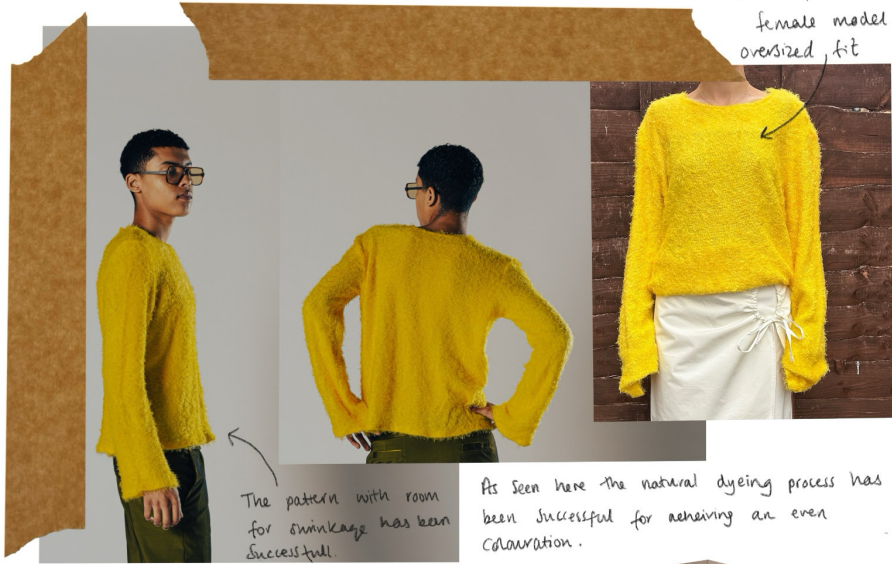 female model
oversized fit
The pattern with room
for shrinkage has been
Successfull.
As seen here the natural dyeing process has
been successful for acheiving an even
colouration.